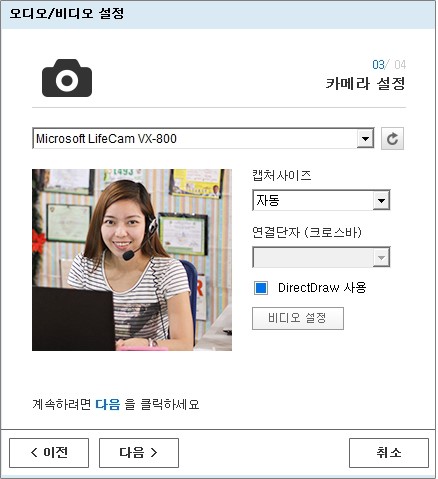 오디오/비디오 설정
03/ 04
카메라 설정
Microsoft LifeCam VX-800
캡처사이즈
자동
연결단자 (크로스바)
DirectDraw 사용
비디오 설정
계속하려면 다음 을 클릭하세요
< 이전
다음 >
취소